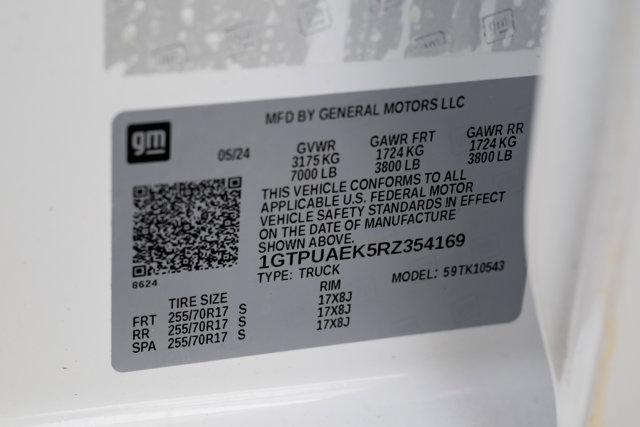 MFD BY GENERAL MOTORS LLC
gm
05/24
GVWR GAWR FRT GAWR RR
3175 KG 1724 KG 1724 KG
7000 LB 3800 LB 3800 LB
THIS VEHICLE CONFORMS TO ALL
APPLICABLE U.S. FEDERAL MOTOR
VEHICLE SAFETY STANDARDS IN EFFECT
ON THE DATE OF MANUFACTURE
SHOWN ABOVE.
1GTPUAEK5RZ354169
8624
TYPE: TRUCK MODEL: 59TK10543
TIRE SIZE RIM
FRT 255/70R17 S 17X8J
RR 255/70R17 S 17X8J
SPA 255/70R17 S 17X8J